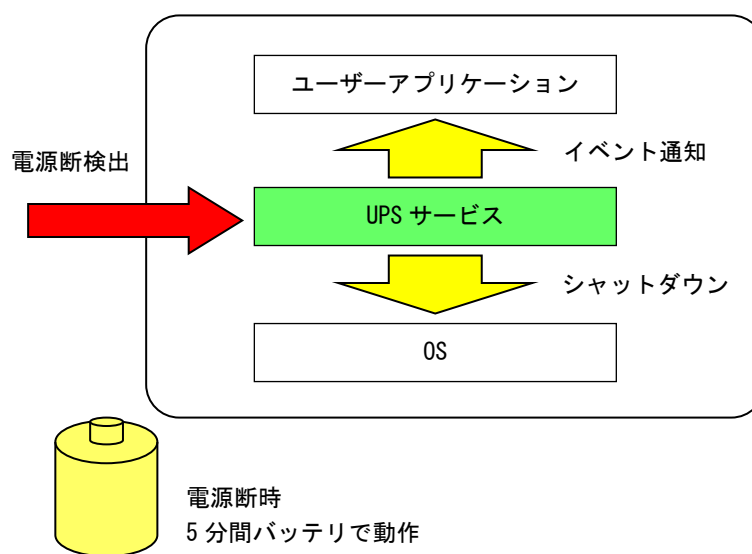 ユーザーアプリケーション
イベント通知
電源断検出
UPS サービス
シャットダウン
OS
電源断時
5 分間バッテリで動作